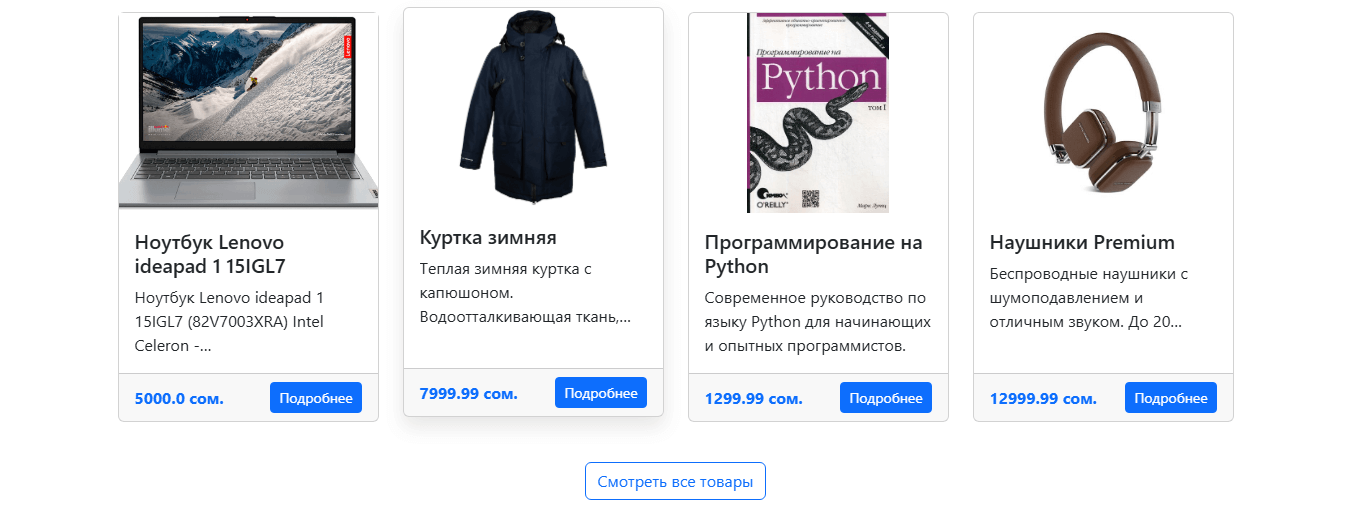 LENOVO
Ноутбук Lenovo
ideapad 1 15IGL7
Ноутбук Lenovo ideapad 1
15IGL7 (82V7003XRA) Intel
Celeron -...
5000.0 сом.
Подробнее
Куртка зимняя
Теплая зимняя куртка с
капюшоном.
Водоотталкивающая ткань,...
7999.99 сом.
Подробнее
Программирование на
Python
том I
O'REILLY®
Марк Лутц
Программирование на
Python
Современное руководство по
языку Python для начинающих
и опытных программистов.
1299.99 сом.
Подробнее
Наушники Premium
Беспроводные наушники с
шумоподавлением и
отличным звуком. До 20...
12999.99 сом.
Подробнее
Смотреть все товары